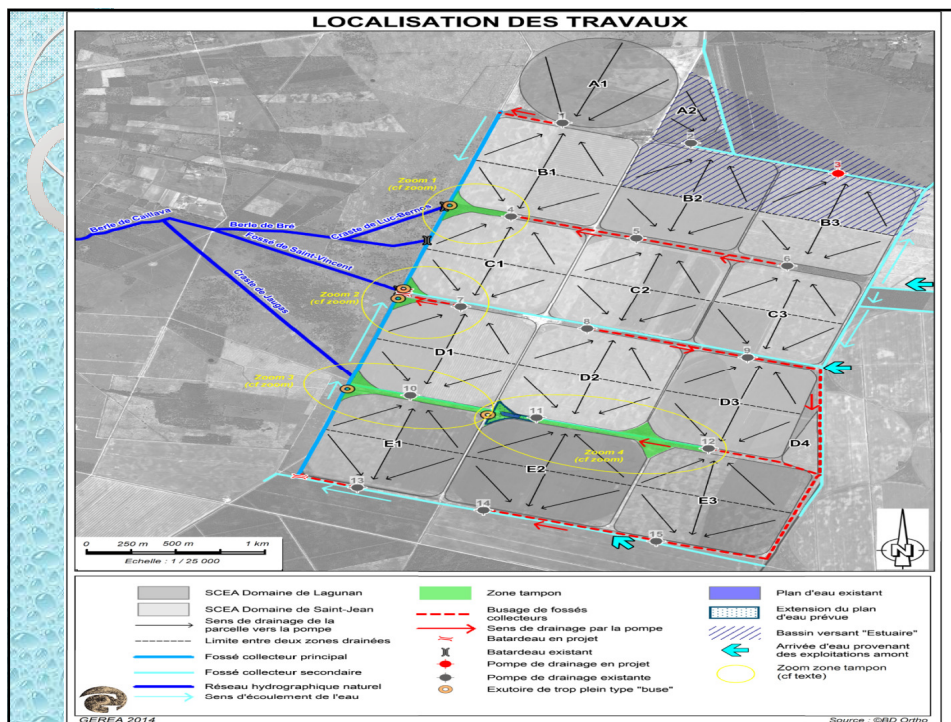 LOCALISATION DES TRAVAUX
A1
A2
1
2
3
B1
B2
B3
Zoom 1
(cf zoom)
4
5
6
Berle de Caillava
Berle de Bré
Craste de Luc-Bernos
Fossé de Saint-Vincent
Craste de Jaugas
C1
C2
C3
Zoom 2
(cf zoom)
7
8
9
D1
D2
D3
D4
Zoom 3
(cf zoom)
10
11
12
E1
E2
E3
Zoom 4
(cf zoom)
13
14
15
0 250 m 500 m 1 km
Echelle : 1 / 25 000
N
SCEA Domaine de Lagunan
SCEA Domaine de Saint-Jean
Sens de drainage de la
parcelle vers la pompe
Limite entre deux zones drainées
Fossé collecteur principal
Fossé collecteur secondaire
Réseau hydrographique naturel
Sens d'écoulement de l'eau
Zone tampon
Busage de fossés
collecteurs
Sens de drainage par la pompe
Batardeau en projet
Batardeau existant
Pompe de drainage en projet
Pompe de drainage existante
Exutoire de trop plein type "buse"
Plan d'eau existant
Extension du plan
d'eau prévue
Bassin versant "Estuaire"
Arrivée d'eau provenant
des exploitations amont
Zoom zone tampon
(cf texte)
GEREA 2014
Source : ©BD Ortho